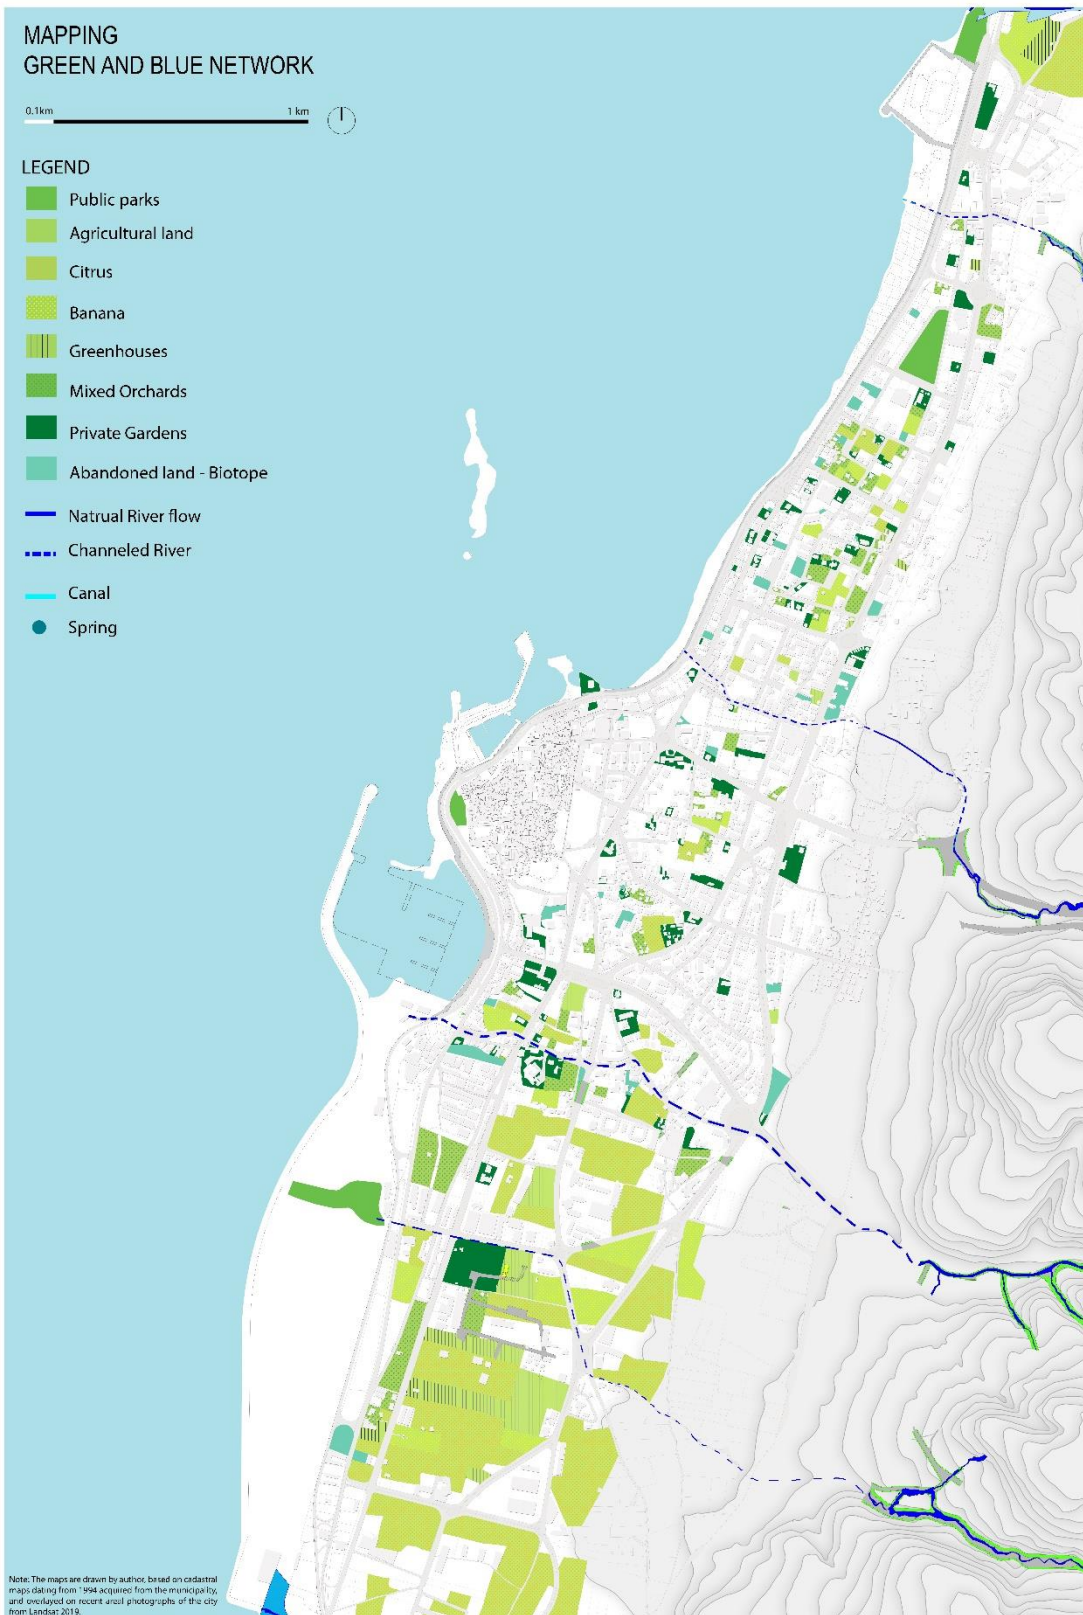 MAPPING
GREEN AND BLUE NETWORK
0.1km 1 km
LEGEND
Public parks
Agricultural land
Citrus
Banana
Greenhouses
Mixed Orchards
Private Gardens
Abandoned land - Biotope
Natrual River flow
Channeled River
Canal
Spring
Note: The maps are drawn by author, based on cadastral
maps dating from 1994 acquired from the municipality,
and overlayed on recent areal photographs of the city
from Landsat 2019.